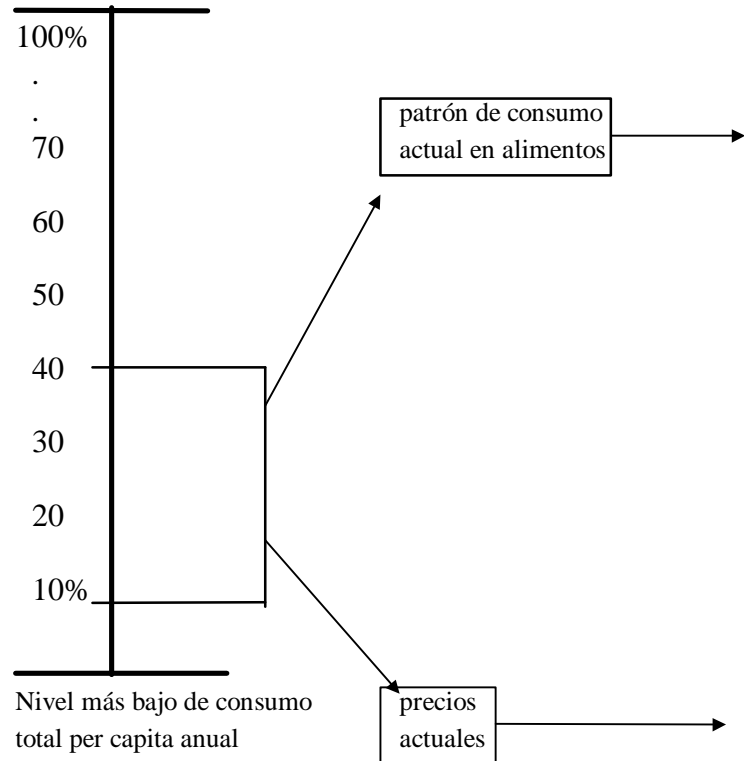 100%
.
.
70
60
50
40
30
20
10%
Nivel más bajo de consumo
total per capita anual
patrón de consumo
actual en alimentos
precios
actuales